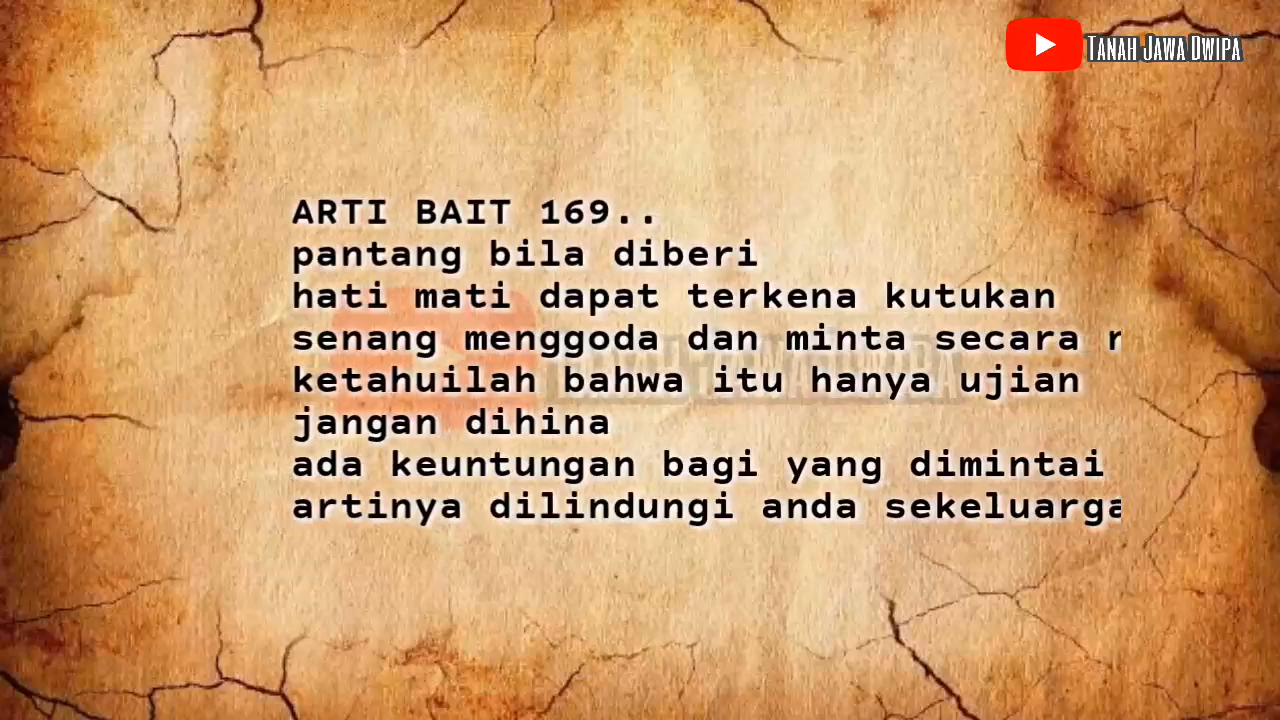 TANAH JAWA DWIPA
ARTI BAIT 169..
pantang bila diberi
hati mati dapat terkena kutukan
senang menggoda dan minta secara
ketahuilah bahwa itu hanya ujian
jangan dihina
ada keuntungan bagi yang dimintai
artinya dilindungi anda sekeluarga